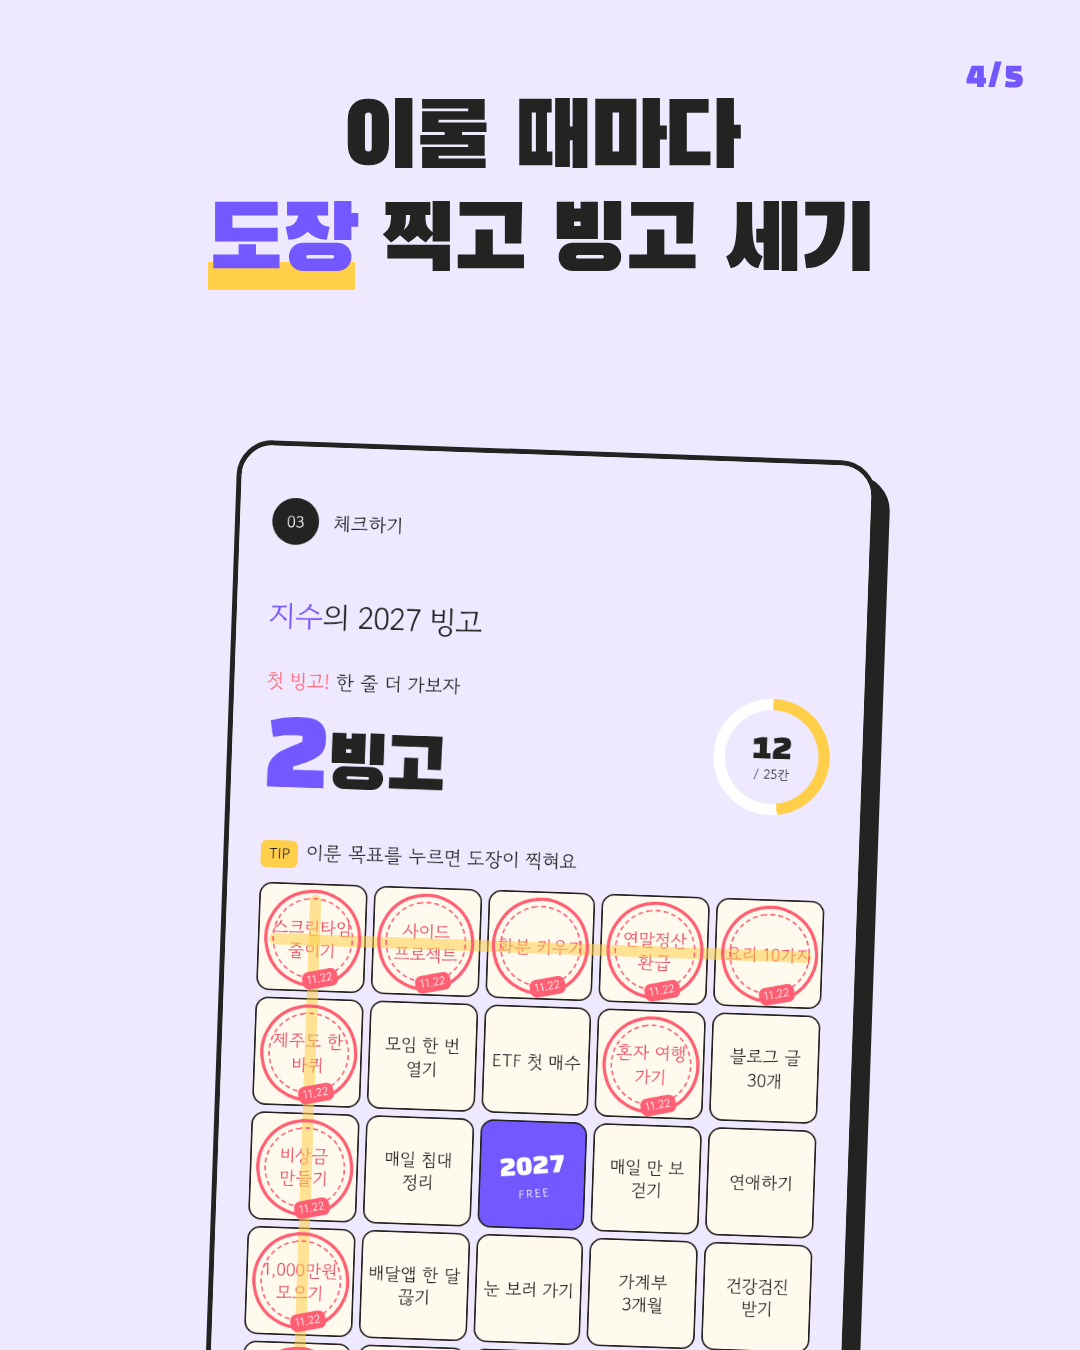 4/5
이룰 때마다
도장 찍고 빙고 세기
03 체크하기
지수의 2027 빙고
첫 빙고! 한 줄 더 가보자
2빙고
12
/ 25칸
TIP 이룬 목표를 누르면 도장이 찍혀요
스크린타임
줄이기
11.22
사이드
프로젝트
11.22
화분 키우기
11.22
연말정산
환급
11.22
요리 10가지
11.22
제주도 한
바퀴
11.22
모임 한 번
열기
ETF 첫 매수
혼자 여행
가기
11.22
블로그 글
30개
비상금
만들기
11.22
매일 침대
정리
2027
FREE
매일 만 보
걷기
연애하기
1,000만원
모으기
11.22
배달앱 한 달
끊기
눈 보러 가기
가계부
3개월
건강검진
받기